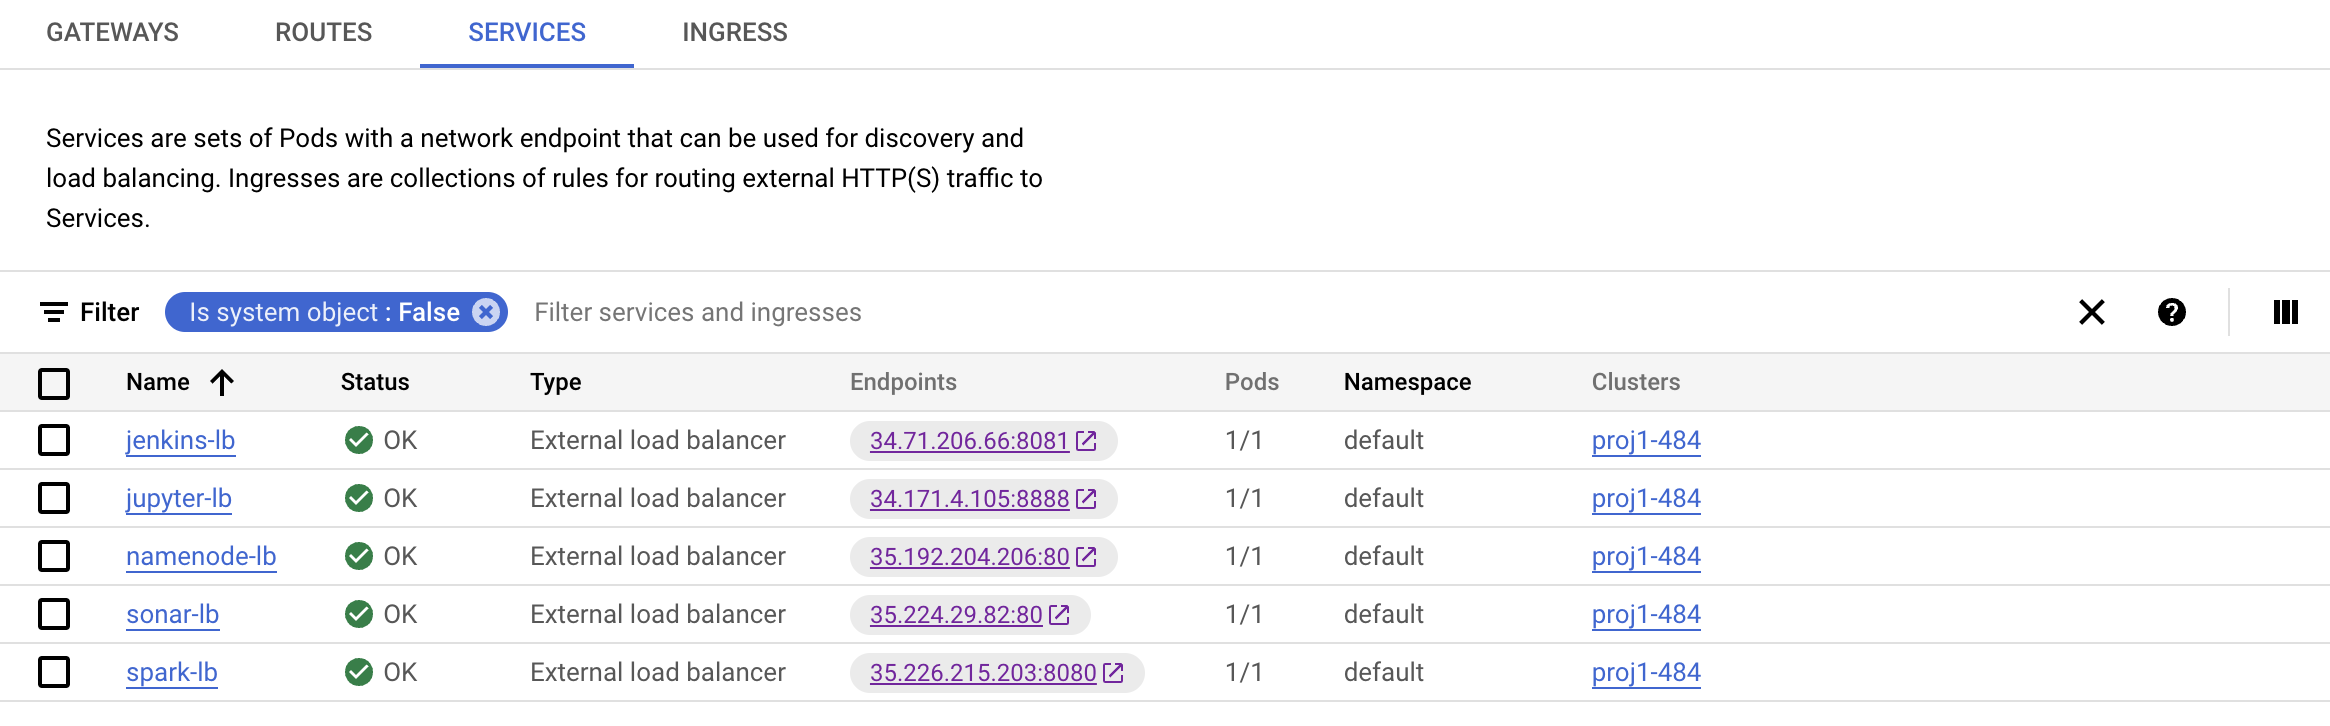 GATEWAYS ROUTES SERVICES INGRESS
Services are sets of Pods with a network endpoint that can be used for discovery and
load balancing. Ingresses are collections of rules for routing external HTTP(S) traffic to
Services.
Filter Is system object : False Filter services and ingresses
Name Status Type Endpoints Pods Namespace Clusters
jenkins-lb OK External load balancer 34.71.206.66:8081 1/1 default proj1-484
jupyter-lb OK External load balancer 34.171.4.105:8888 1/1 default proj1-484
namenode-lb OK External load balancer 35.192.204.206:80 1/1 default proj1-484
sonar-lb OK External load balancer 35.224.29.82:80 1/1 default proj1-484
spark-lb OK External load balancer 35.226.215.203:8080 1/1 default proj1-484